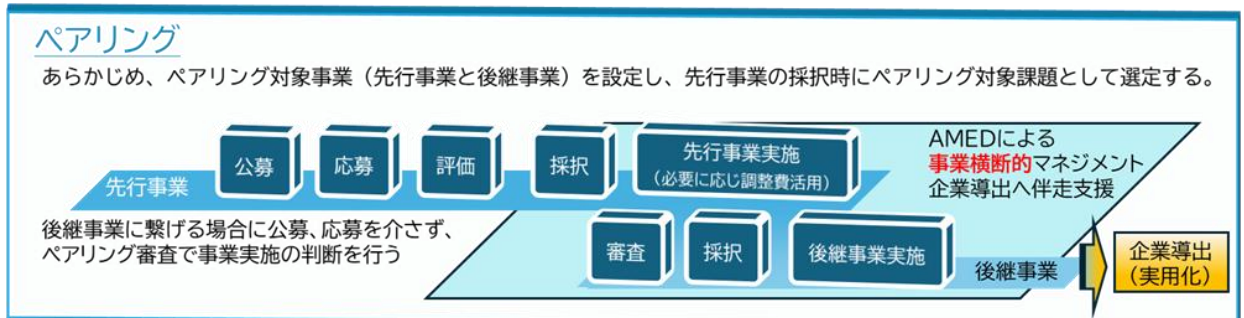 ペアリング
あらかじめ、ペアリング対象事業（先行事業と後継事業）を設定し、先行事業の採択時にペアリング対象課題として選定する。
先行事業
公募
応募
評価
採択
先行事業実施
（必要に応じ調整費活用）
AMEDによる
事業横断的マネジメント
企業導出へ伴走支援
後継事業に繋げる場合に公募、応募を介さず、
ペアリング審査で事業実施の判断を行う
審査
採択
後継事業実施
後継事業
企業導出
（実用化）